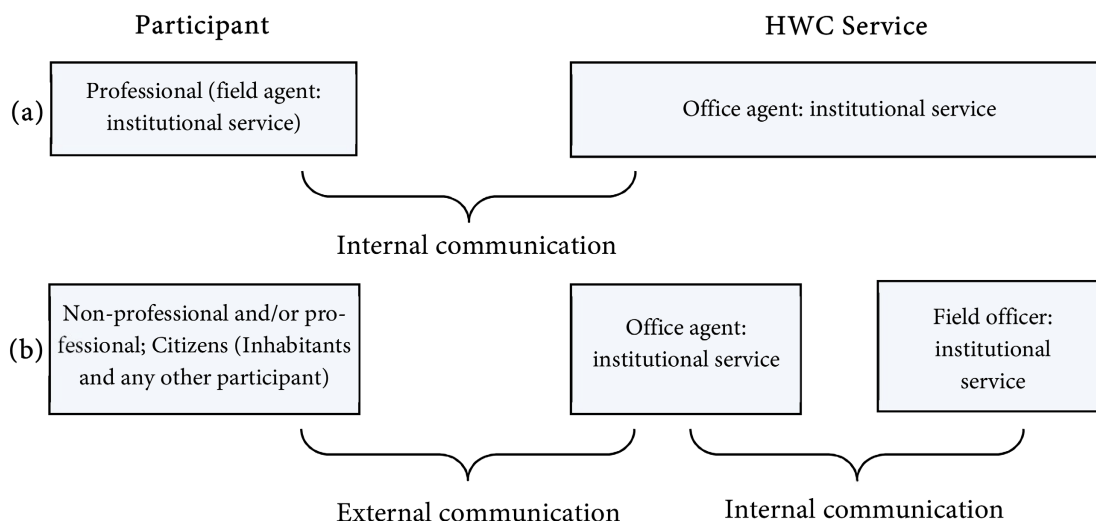 Participant
HWC Service
(a)
Professional (field agent:
institutional service)
Office agent: institutional service
Internal communication
(b)
Non-professional and/or pro-
fessional; Citizens (Inhabitants
and any other participant)
Office agent:
institutional service
Field officer:
institutional
service
External communication
Internal communication